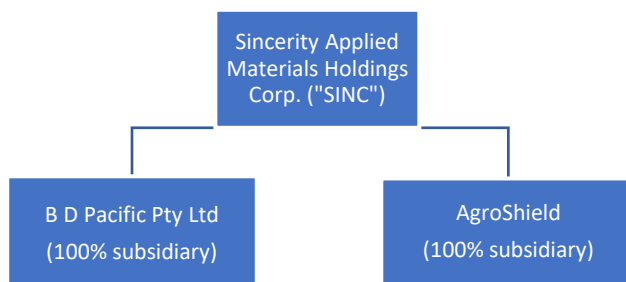 Sincerity Applied
Materials Holdings
Corp. ("SINC")
B D Pacific Pty Ltd
(100% subsidiary)
AgroShield
(100% subsidiary)